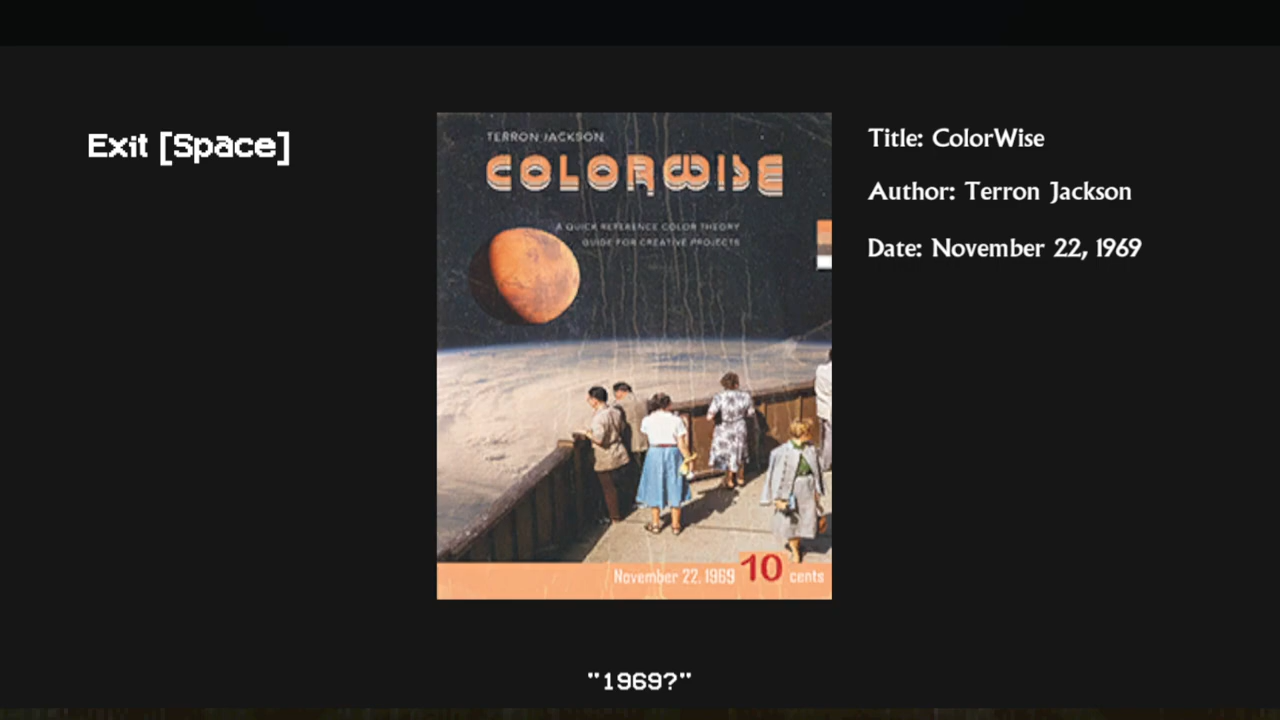 Exit [Space]
TERRON JACKSON
COLORWISE
A QUICK REFERENCE COLOR THEORY
GUIDE FOR CREATIVE PROJECTS
November 22, 1969 10 cents
Title: ColorWise
Author: Terron Jackson
Date: November 22, 1969
"1969?"